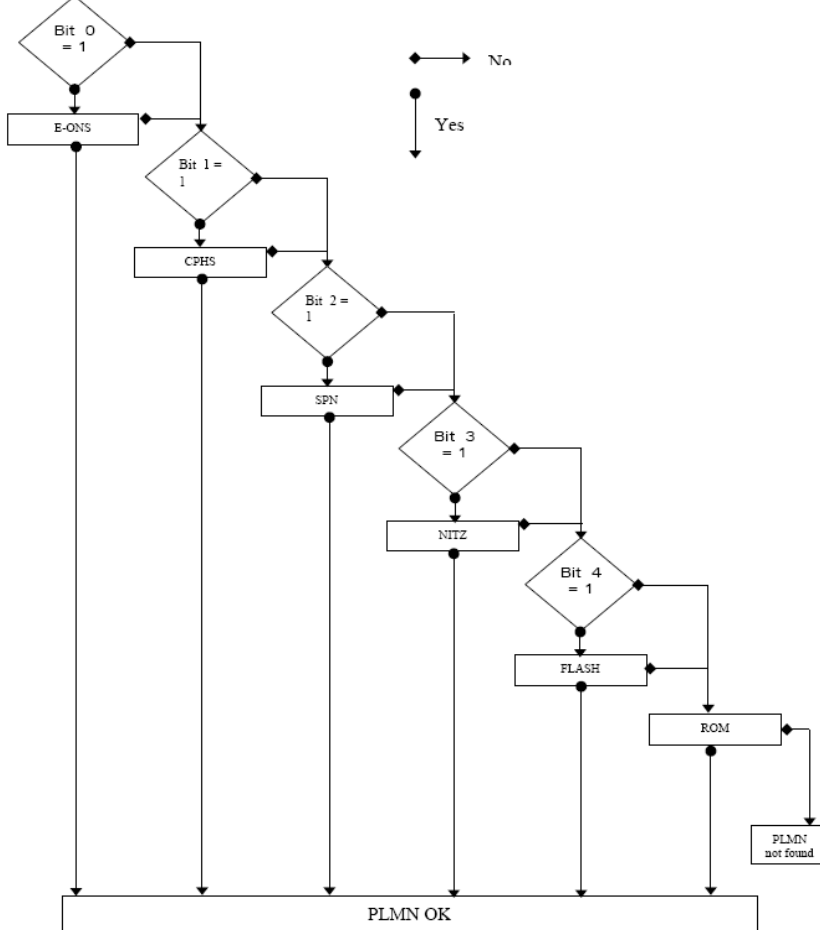 Bit 0
= 1
No
E-ONS
Yes
Bit 1 =
1
CPHS
Bit 2 =
1
SPN
Bit 3
= 1
NITZ
Bit 4
= 1
FLASH
ROM
PLMN
not found
PLMN OK